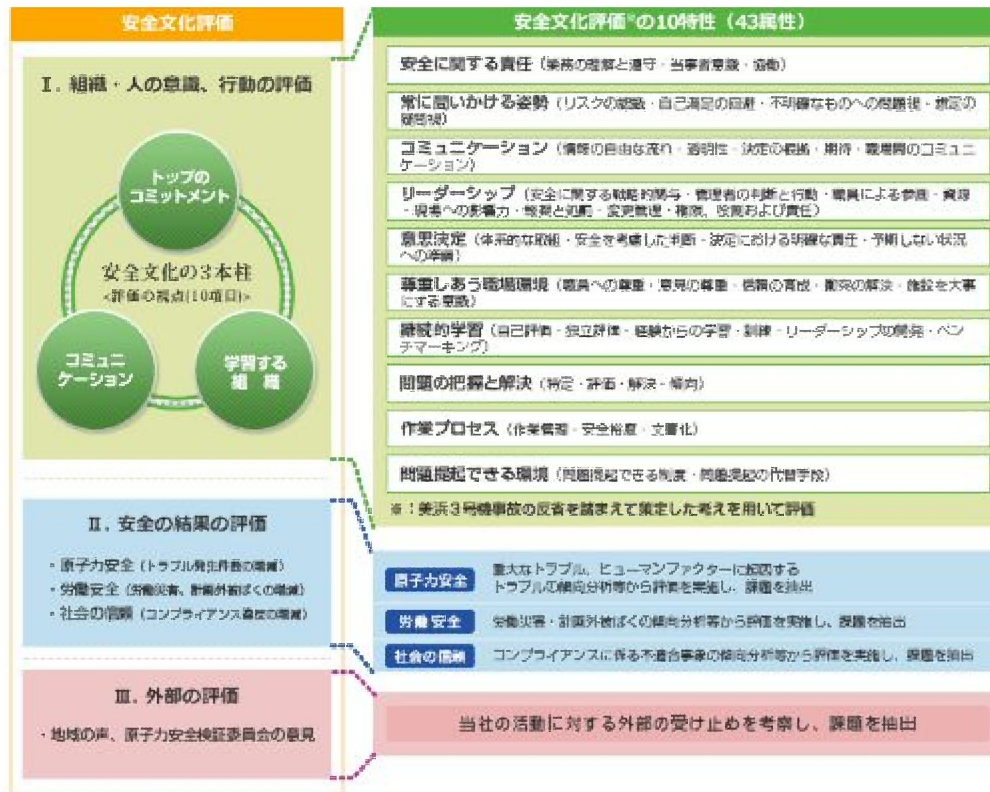 安全文化評価
Ⅰ. 組織・人の意識、行動の評価
トップの
コミットメント
安全文化の3本柱
<評価の視点(10項目)>
コミュニ
ケーション
学習する
組 織
Ⅱ. 安全の結果の評価
・原子力安全（トラブル発生件数の増減）
・労働安全（労働災害、計画外被ばくの増減）
・社会の信頼（コンプライアンス違反の増減）
Ⅲ. 外部の評価
・地域の声、原子力安全検証委員会の意見
安全文化評価※の10特性（43属性）
安全に関する責任（業務の理解と遵守・当事者意識・協働）
常に問いかける姿勢（リスクの認識・自己満足の回避・不明確なものへの問題視・想定の
疑問視）
コミュニケーション（情報の自由な流れ・透明性・決定の根拠・期待・職場間のコミュニ
ケーション）
リーダーシップ（安全に関する戦略的関与・管理者の判断と行動・職員による参画・資源
・現場への影響力・報奨と処罰・変更管理・権限、役割および責任）
意思決定（体系的な取組・安全を考慮した判断・決定における明確な責任・予期しない状況
への準備）
尊重しあう職場環境（職員への尊重・意見の尊重・信頼の育成・衝突の解決・施設を大事
にする意識）
継続的学習（自己評価・独立評価・経験からの学習・訓練・リーダーシップの開発・ベン
チマーキング）
問題の把握と解決（特定・評価・解決・傾向）
作業プロセス（作業管理・安全裕度・文書化）
問題提起できる環境（問題提起できる制度・問題提起の代替手段）
※：美浜3号機事故の反省を踏まえて策定した考えを用いて評価
原子力安全
重大なトラブル、ヒューマンファクターに起因する
トラブルの傾向分析等から評価を実施し、課題を抽出
労働安全
労働災害・計画外被ばくの傾向分析等から評価を実施し、課題を抽出
社会の信頼
コンプライアンスに係る不適合事象の傾向分析等から評価を実施し、課題を抽出
当社の活動に対する外部の受け止めを考察し、課題を抽出